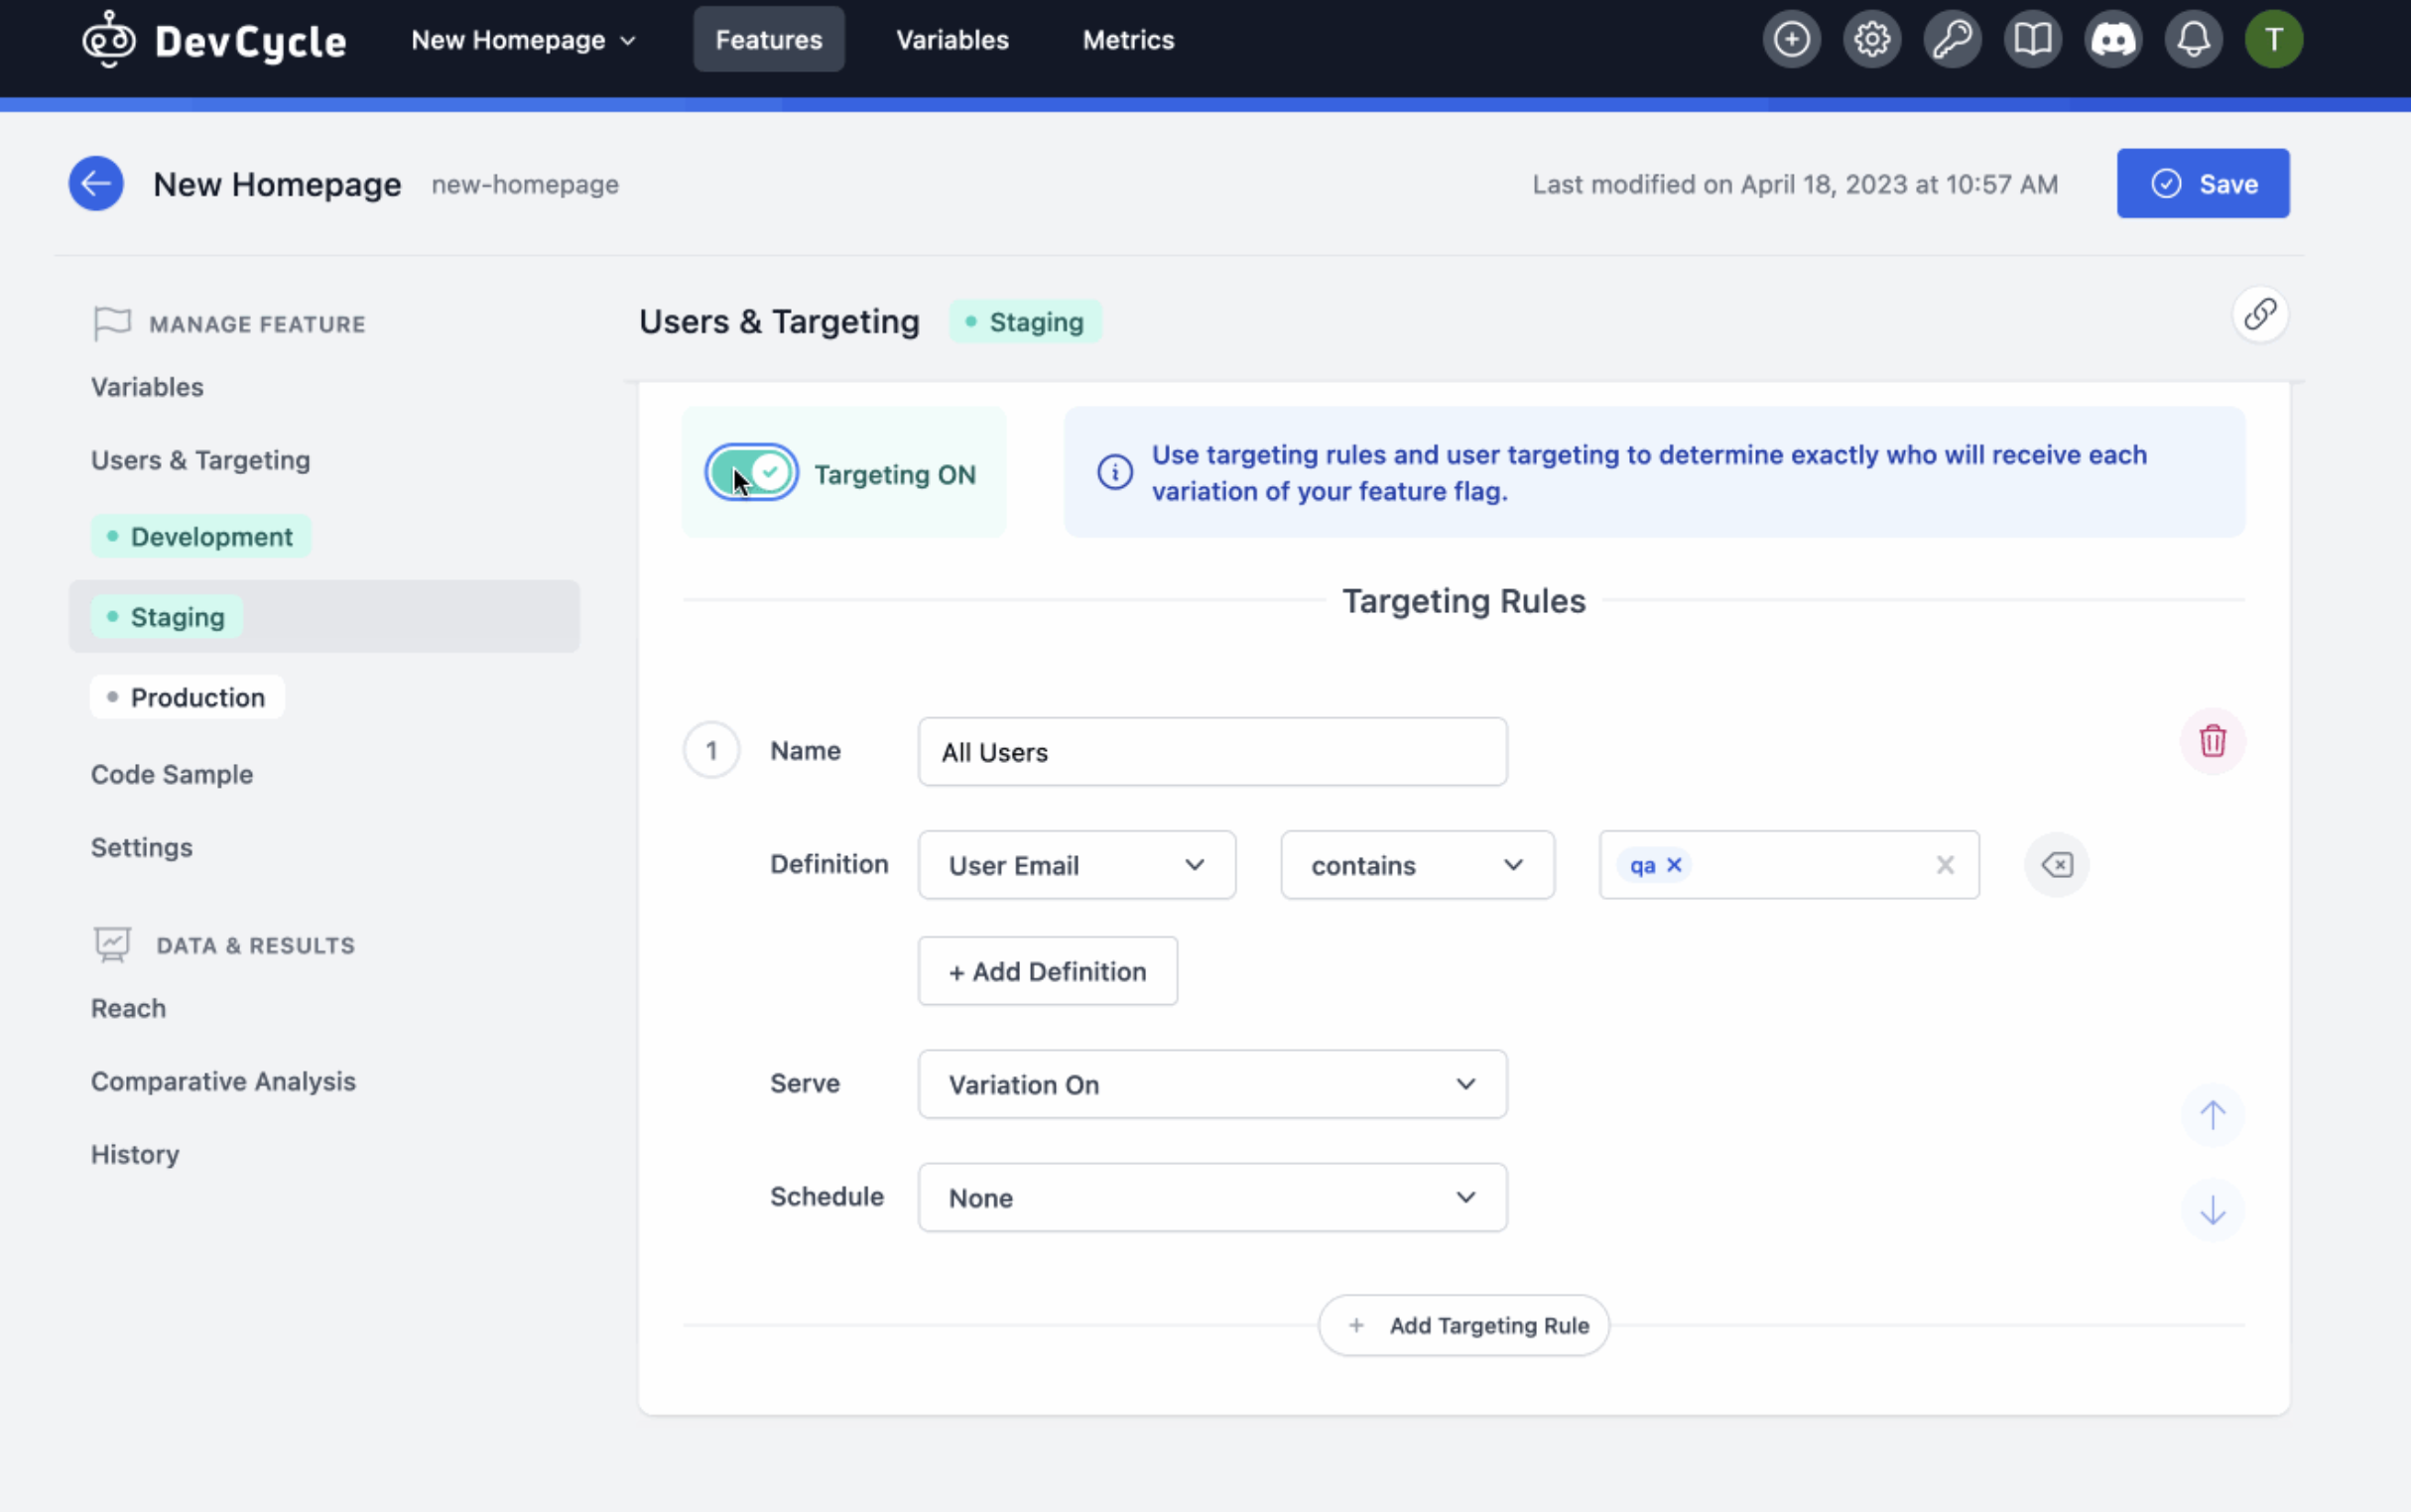 DevCycle New Homepage Features Variables Metrics T
New Homepage new-homepage Last modified on April 18, 2023 at 10:57 AM Save
MANAGE FEATURE
Variables
Users & Targeting
Development
Staging
Production
Code Sample
Settings
DATA & RESULTS
Reach
Comparative Analysis
History
Users & Targeting Staging
Targeting ON
Use targeting rules and user targeting to determine exactly who will receive each
variation of your feature flag.
Targeting Rules
1 Name All Users
Definition User Email contains qa
+ Add Definition
Serve Variation On
Schedule None
+ Add Targeting Rule